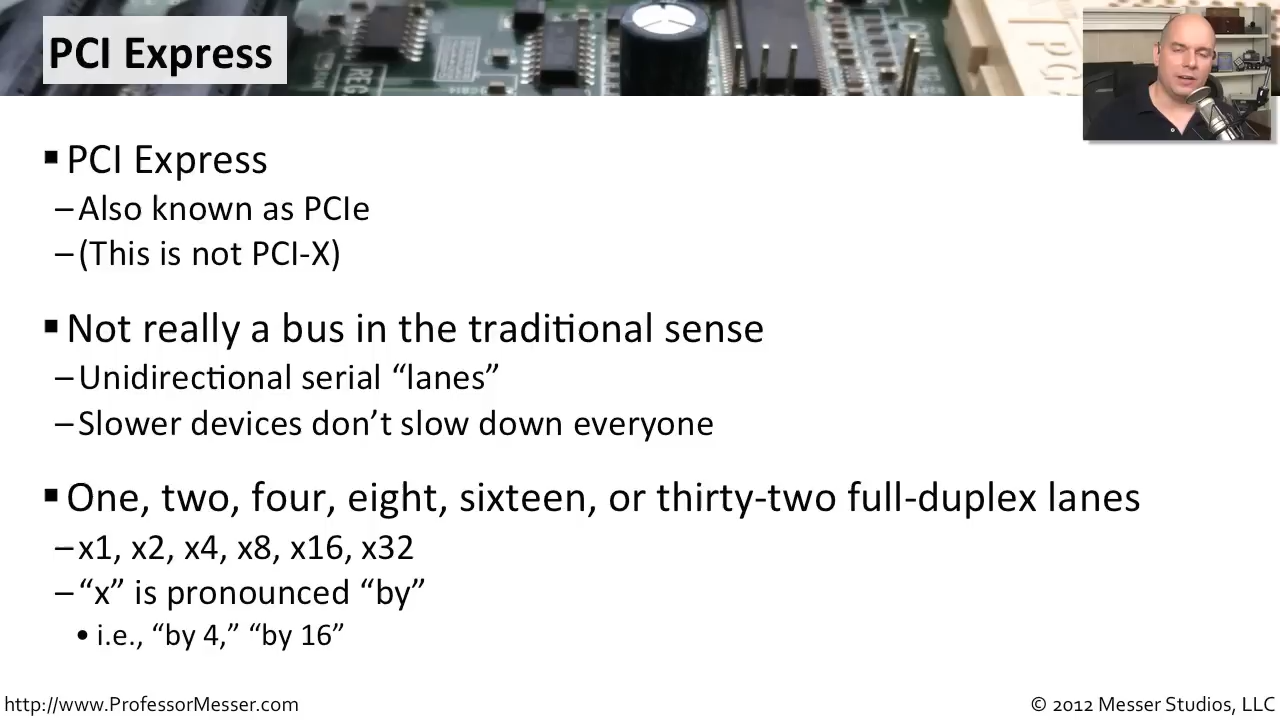 PCI Express
▪ PCI Express
– Also known as PCIe
– (This is not PCI-X)
▪ Not really a bus in the traditional sense
– Unidirectional serial “lanes”
– Slower devices don’t slow down everyone
▪ One, two, four, eight, sixteen, or thirty-two full-duplex lanes
– x1, x2, x4, x8, x16, x32
– “x” is pronounced “by”
• i.e., “by 4,” “by 16”
http://www.ProfessorMesser.com
© 2012 Messer Studios, LLC